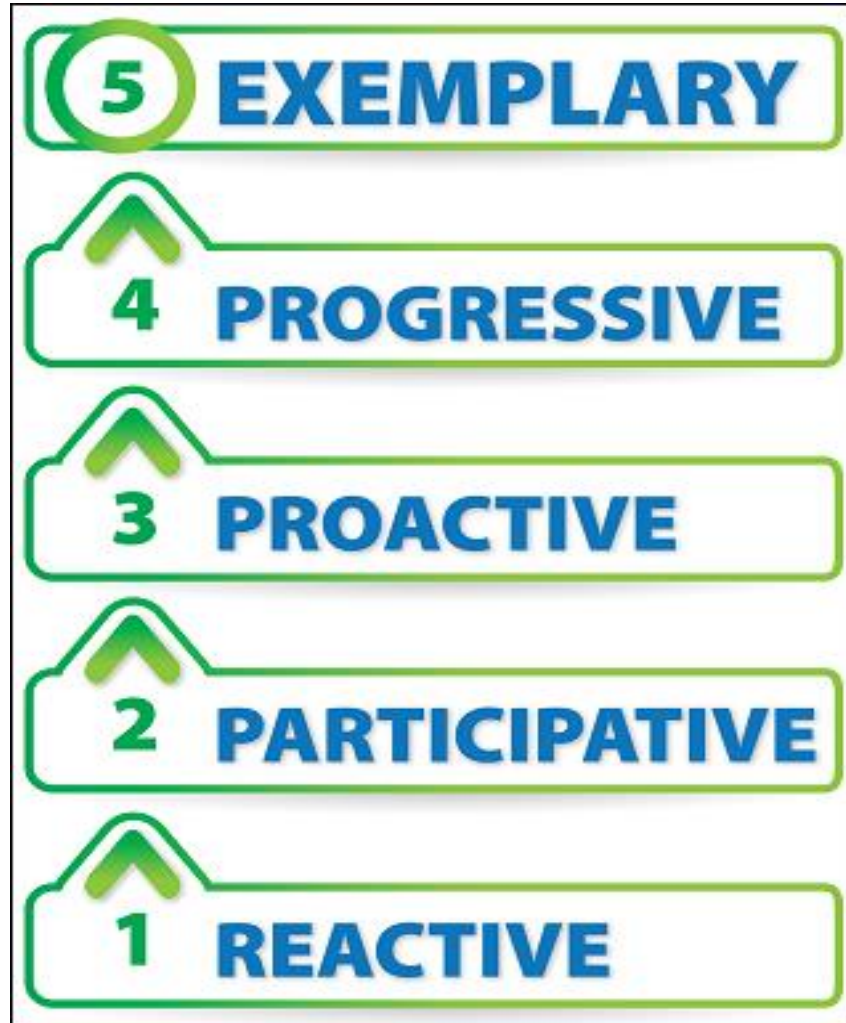 5 EXEMPLARY
4 PROGRESSIVE
3 PROACTIVE
2 PARTICIPATIVE
1 REACTIVE